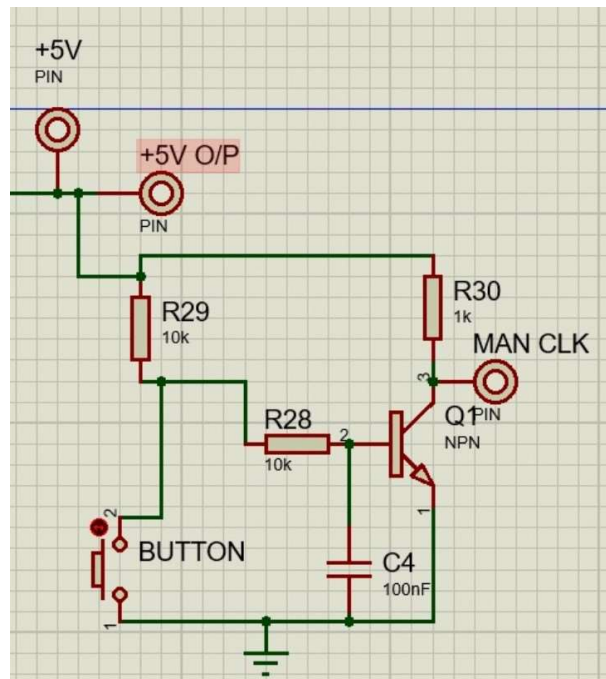 +5V
PIN
+5V O/P
PIN
R29
10k
R30
1k
MAN CLK
3
Q1
PIN
NPN
R28
2
10k
1
2
BUTTON
C4
100nF
1